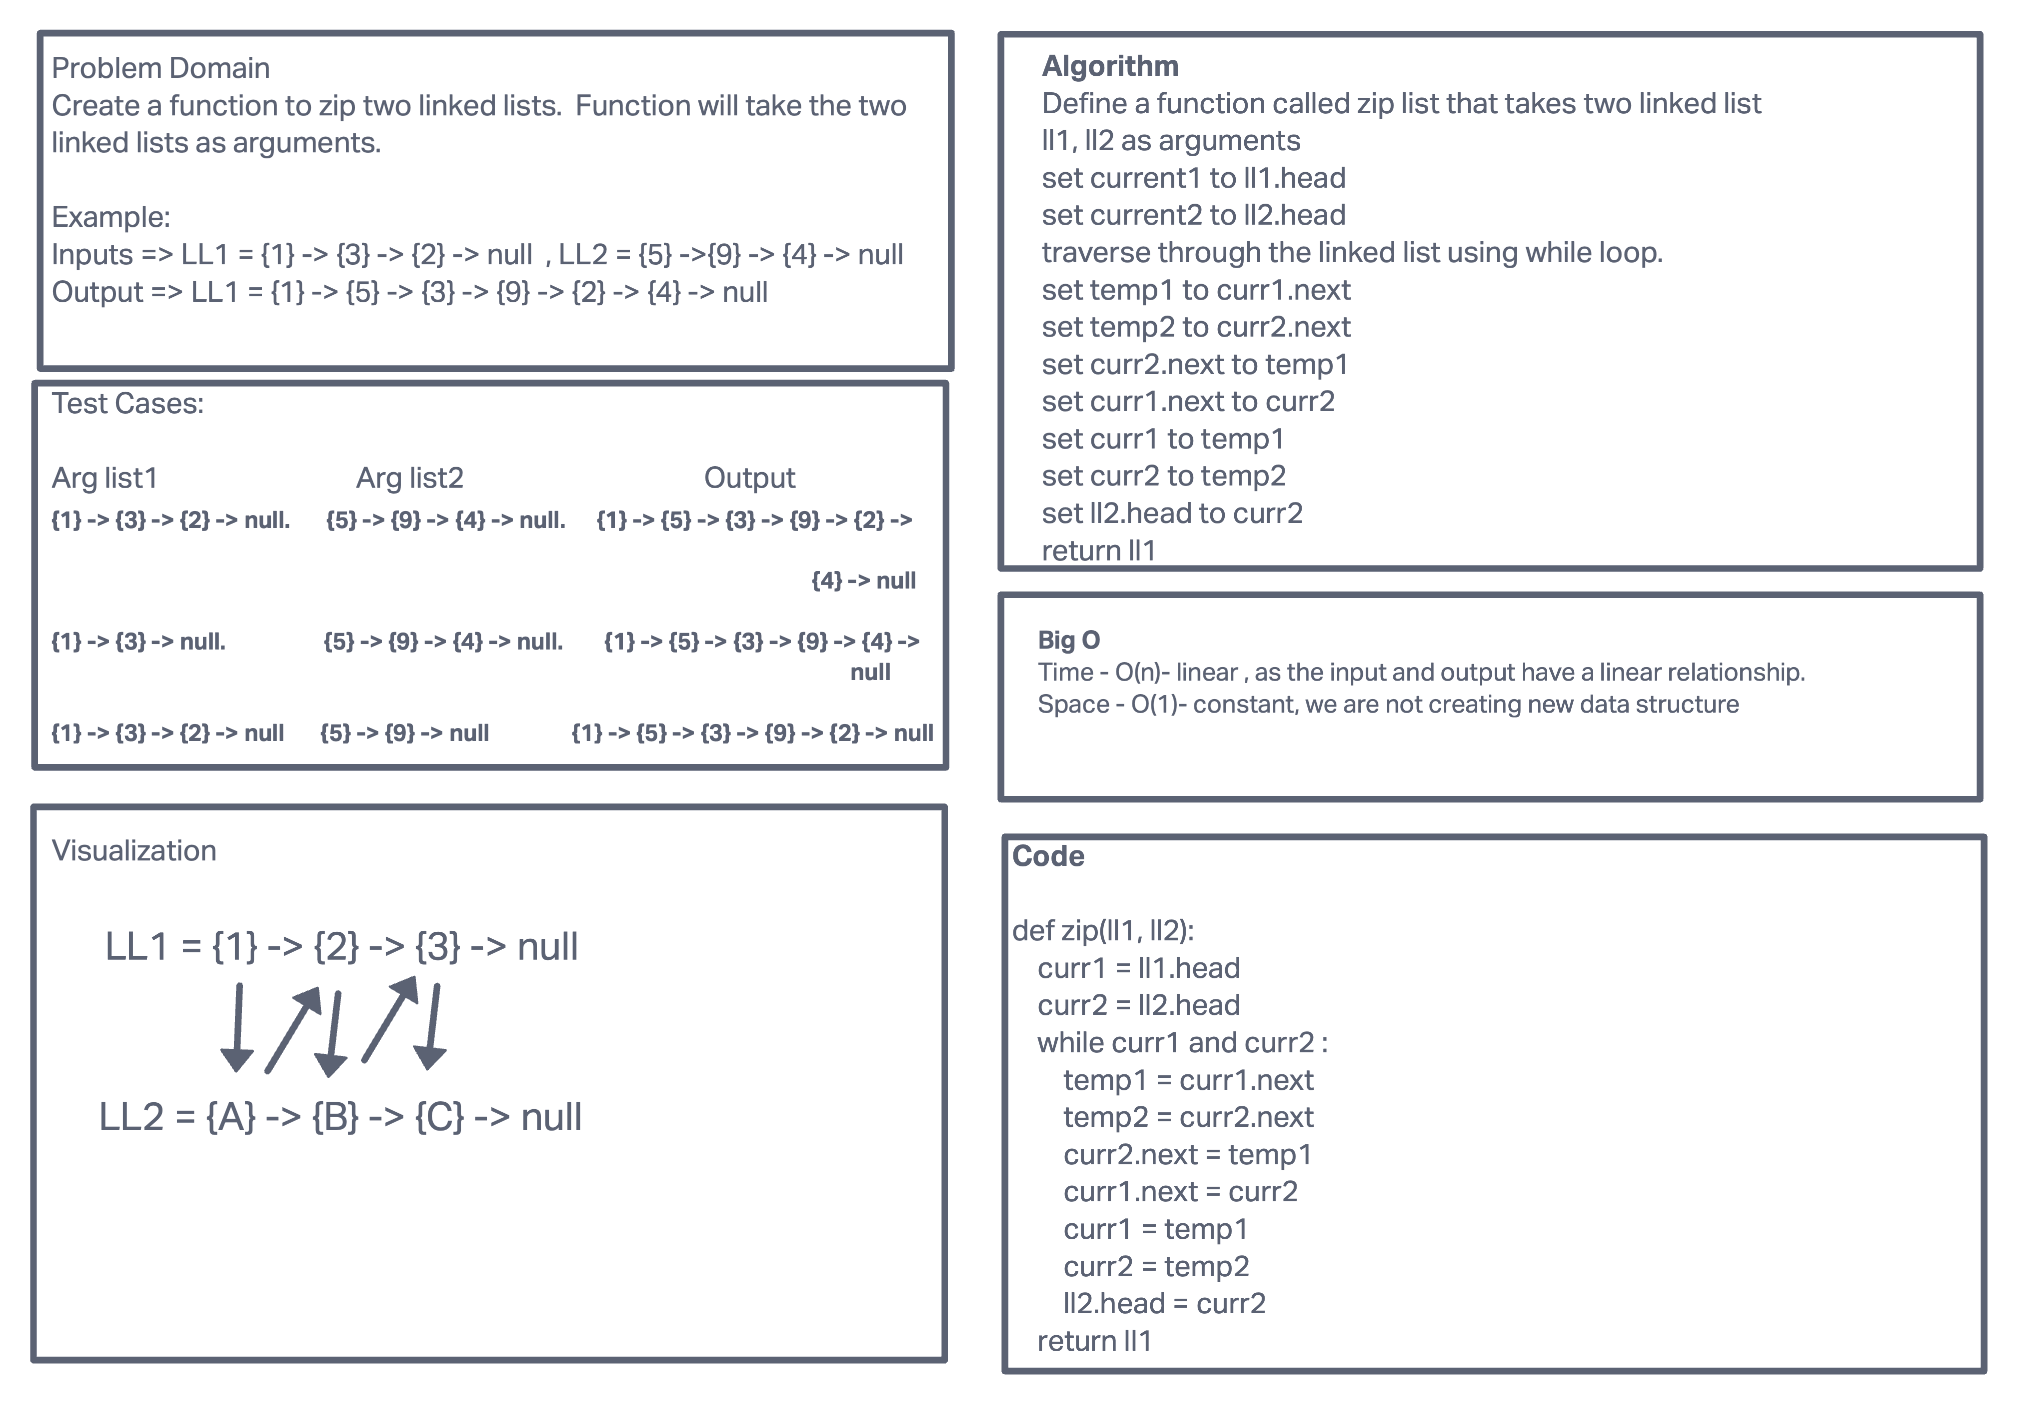 Problem Domain
Create a function to zip two linked lists.  Function will take the two
linked lists as arguments.
Example:
Inputs => LL1 = {1} -> {3} -> {2} -> null  , LL2 = {5} ->{9} -> {4} -> null
Output => LL1 = {1} -> {5} -> {3} -> {9} -> {2} -> {4} -> null
Test Cases:
Arg list1 Arg list2 Output
{1} -> {3} -> {2} -> null. {5} -> {9} -> {4} -> null. {1} -> {5} -> {3} -> {9} -> {2} ->
{4} -> null
{1} -> {3} -> null. {5} -> {9} -> {4} -> null. {1} -> {5} -> {3} -> {9} -> {4} ->
null
{1} -> {3} -> {2} -> null {5} -> {9} -> null {1} -> {5} -> {3} -> {9} -> {2} -> null
Visualization
LL1 = {1} -> {2} -> {3} -> null
LL2 = {A} -> {B} -> {C} -> null
Algorithm
Define a function called zip list that takes two linked list
ll1, ll2 as arguments
set current1 to ll1.head
set current2 to ll2.head
traverse through the linked list using while loop.
set temp1 to curr1.next
set temp2 to curr2.next
set curr2.next to temp1
set curr1.next to curr2
set curr1 to temp1
set curr2 to temp2
set ll2.head to curr2
return ll1
Big O
Time - O(n)- linear , as the input and output have a linear relationship.
Space - O(1)- constant, we are not creating new data structure
Code
def zip(ll1, ll2):
curr1 = ll1.head
curr2 = ll2.head
while curr1 and curr2 :
temp1 = curr1.next
temp2 = curr2.next
curr2.next = temp1
curr1.next = curr2
curr1 = temp1
curr2 = temp2
ll2.head = curr2
return ll1